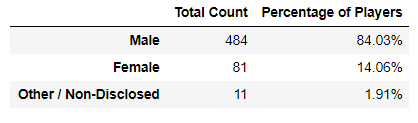 Total Count Percentage of Players
Male 484 84.03%
Female 81 14.06%
Other / Non-Disclosed 11 1.91%